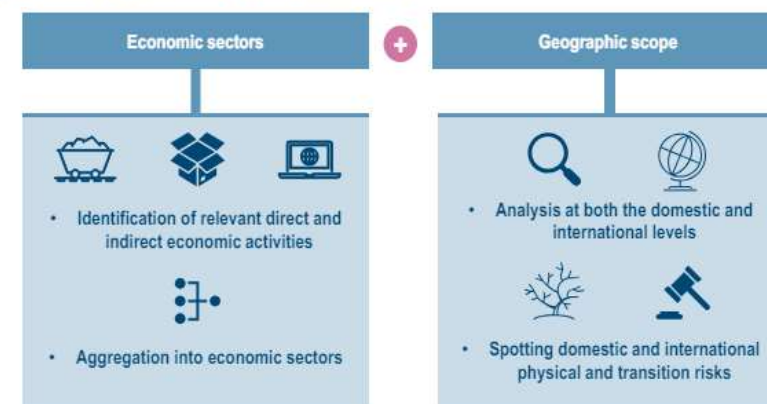 Economic sectors
+
Geographic scope
• Identification of relevant direct and
indirect economic activities
• Aggregation into economic sectors
• Analysis at both the domestic and
international levels
• Spotting domestic and international
physical and transition risks